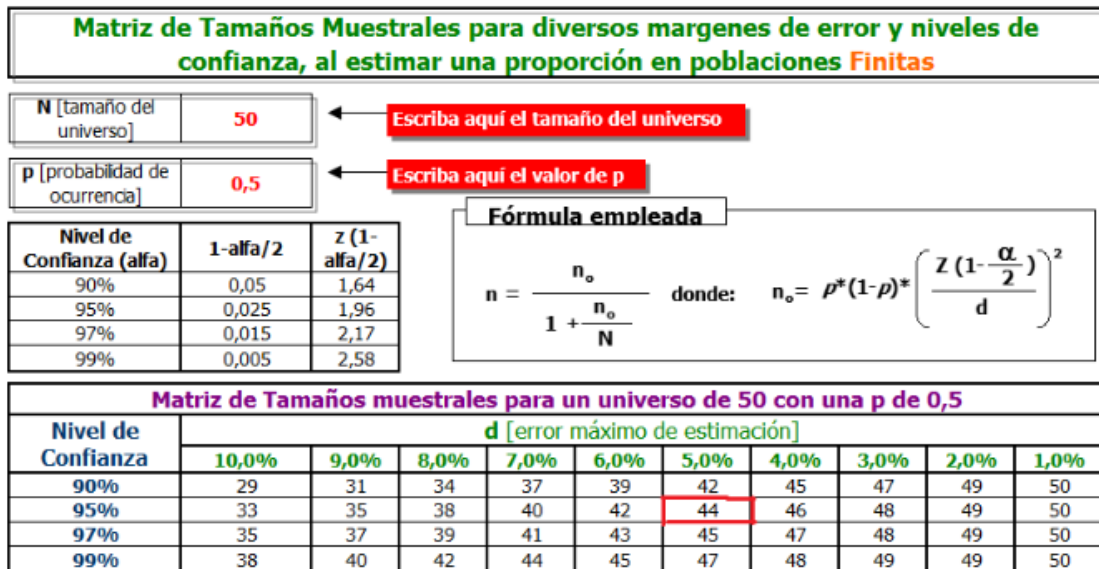 Matriz de Tamaños Muestrales para diversos margenes de error y niveles de
confianza, al estimar una proporción en poblaciones Finitas
N [tamaño del
universo]
50
Escriba aquí el tamaño del universo
p [probabilidad de
ocurrencia]
0,5
Escriba aquí el valor de p
Nivel de
Confianza (alfa)
1-alfa/2
z (1-
alfa/2)
90% 0,05 1,64
95% 0,025 1,96
97% 0,015 2,17
99% 0,005 2,58
Fórmula empleada
n = nₒ / (1 + nₒ / N) donde: nₒ= p*(1-p)* ( Z (1- α / 2 ) / d )²
Matriz de Tamaños muestrales para un universo de 50 con una p de 0,5
Nivel de
Confianza
d [error máximo de estimación]
10,0% 9,0% 8,0% 7,0% 6,0% 5,0% 4,0% 3,0% 2,0% 1,0%
90% 29 31 34 37 39 42 45 47 49 50
95% 33 35 38 40 42 44 46 48 49 50
97% 35 37 39 41 43 45 47 48 49 50
99% 38 40 42 44 45 47 48 49 49 50